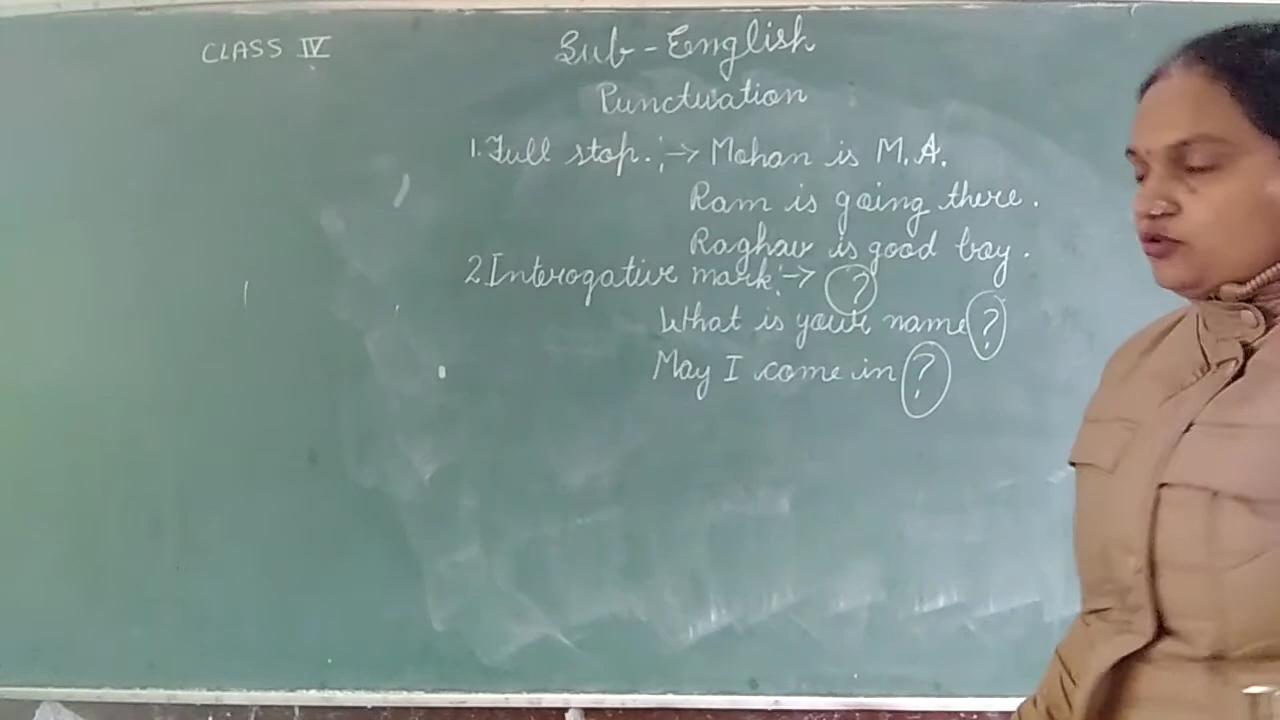 CLASS IV
Sub - English
Punctuation
1. Full stop. :→ Mohan is M.A.
Ram is going there.
Raghav is good boy.
2. Interogative mark :→ ?
What is your name ?
May I come in ?